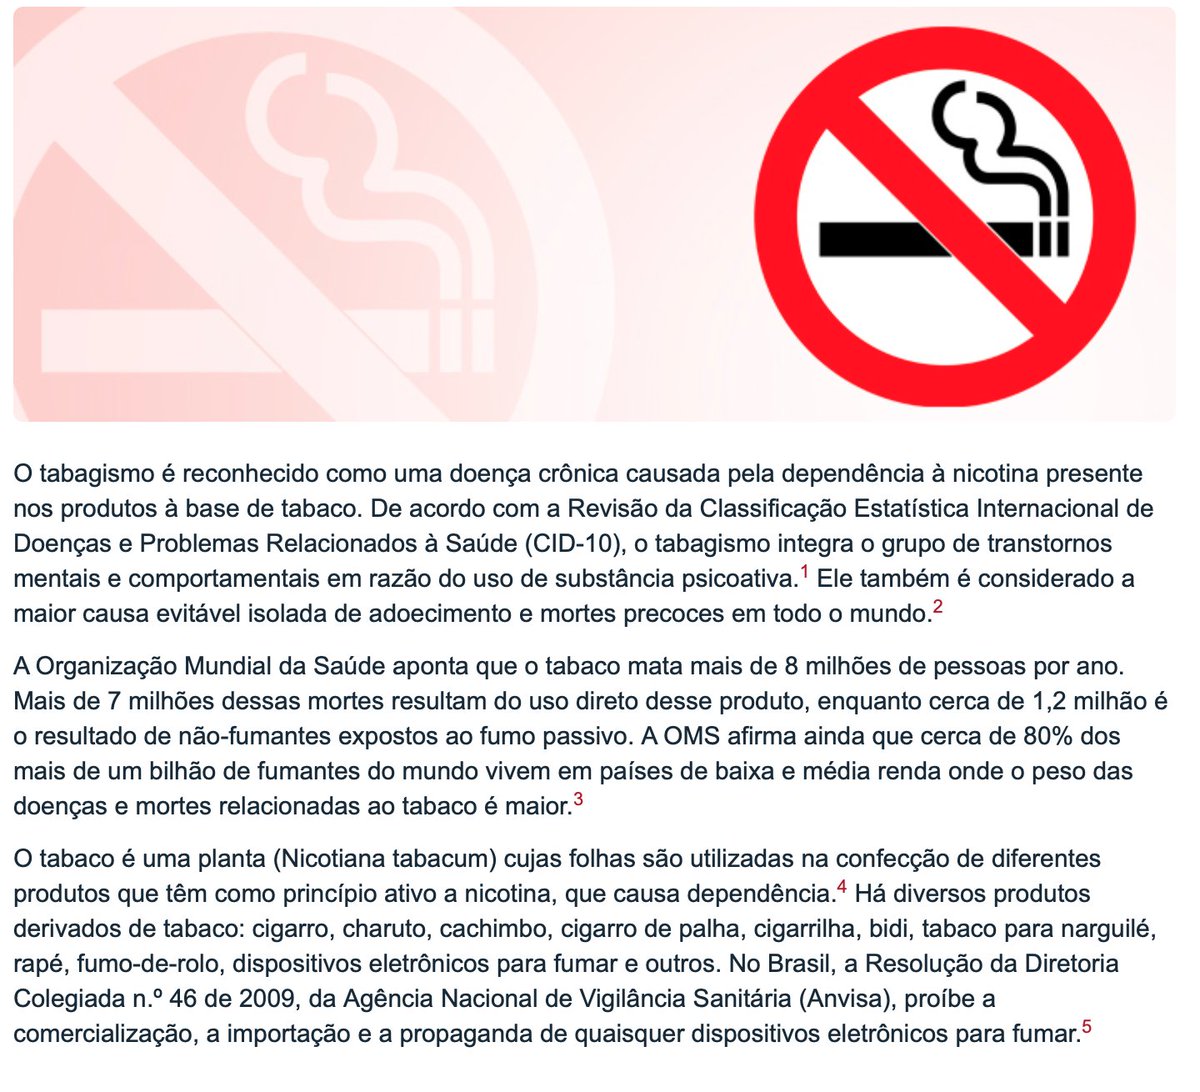 O tabagismo é reconhecido como uma doença crônica causada pela dependência à nicotina presente
nos produtos à base de tabaco. De acordo com a Revisão da Classificação Estatística Internacional de
Doenças e Problemas Relacionados à Saúde (CID-10), o tabagismo integra o grupo de transtornos
mentais e comportamentais em razão do uso de substância psicoativa.1 Ele também é considerado a
maior causa evitável isolada de adoecimento e mortes precoces em todo o mundo.2
A Organização Mundial da Saúde aponta que o tabaco mata mais de 8 milhões de pessoas por ano.
Mais de 7 milhões dessas mortes resultam do uso direto desse produto, enquanto cerca de 1,2 milhão é
o resultado de não-fumantes expostos ao fumo passivo. A OMS afirma ainda que cerca de 80% dos
mais de um bilhão de fumantes do mundo vivem em países de baixa e média renda onde o peso das
doenças e mortes relacionadas ao tabaco é maior.3
O tabaco é uma planta (Nicotiana tabacum) cujas folhas são utilizadas na confecção de diferentes
produtos que têm como princípio ativo a nicotina, que causa dependência.4 Há diversos produtos
derivados de tabaco: cigarro, charuto, cachimbo, cigarro de palha, cigarrilha, bidi, tabaco para narguilé,
rapé, fumo-de-rolo, dispositivos eletrônicos para fumar e outros. No Brasil, a Resolução da Diretoria
Colegiada n.º 46 de 2009, da Agência Nacional de Vigilância Sanitária (Anvisa), proíbe a
comercialização, a importação e a propaganda de quaisquer dispositivos eletrônicos para fumar.5